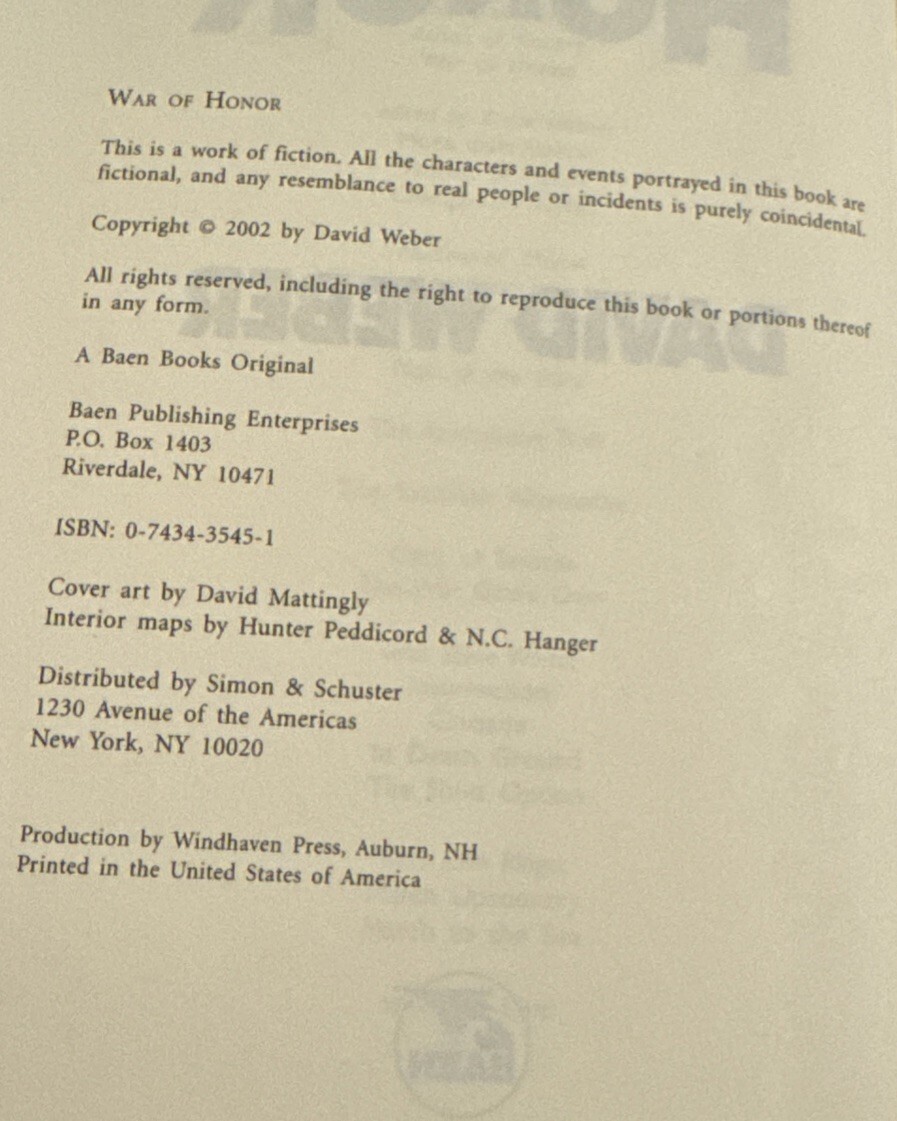 WAR OF HONOR
This is a work of fiction. All the characters and events portrayed in this book are
fictional, and any resemblance to real people or incidents is purely coincidental.
Copyright © 2002 by David Weber
All rights reserved, including the right to reproduce this book or portions thereof
in any form.
A Baen Books Original
Baen Publishing Enterprises
P.O. Box 1403
Riverdale, NY 10471
ISBN: 0-7434-3545-1
Cover art by David Mattingly
Interior maps by Hunter Peddicord & N.C. Hanger
Distributed by Simon & Schuster
1230 Avenue of the Americas
New York, NY 10020
Production by Windhaven Press, Auburn, NH
Printed in the United States of America